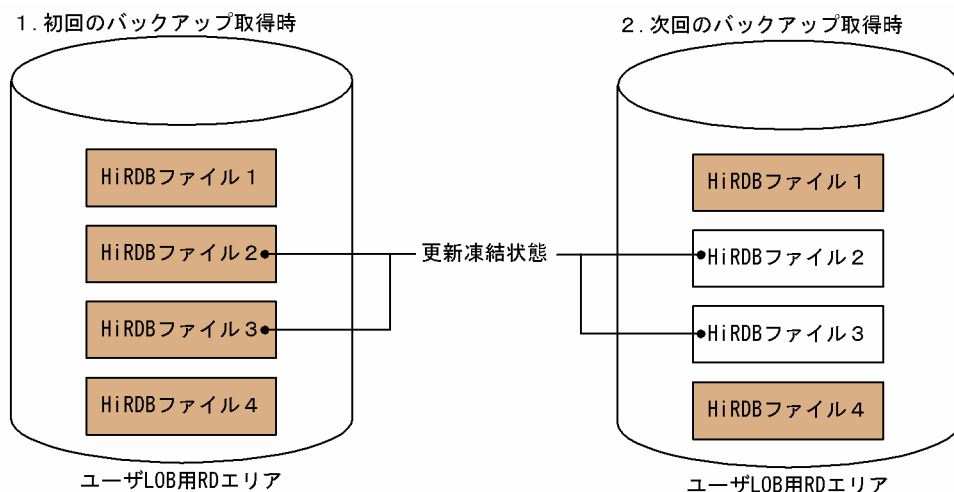 1.初回のバックアップ取得時
HiRDBファイル1
HiRDBファイル2
HiRDBファイル3
HiRDBファイル4
ユーザLOB用RDエリア
更新凍結状態
2.次回のバックアップ取得時
HiRDBファイル1
HiRDBファイル2
HiRDBファイル3
HiRDBファイル4
ユーザLOB用RDエリア